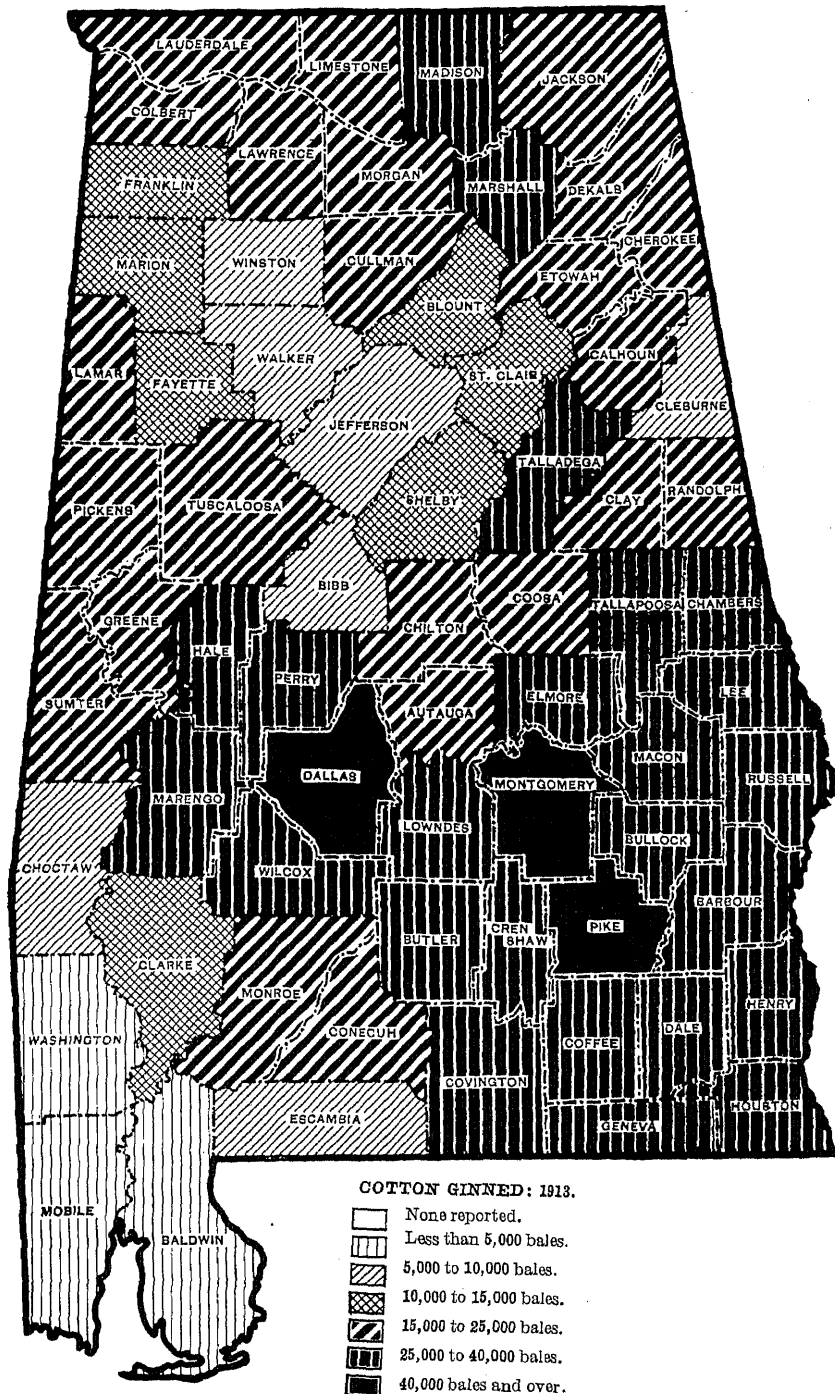 LAUDERDALE
LIMESTONE
MADISON
JACKSON
COLBERT
LAWRENCE
MORGAN
MARSHALL
DEKALB
FRANKLIN
CHEROKEE
MARION
WINSTON
CULLMAN
ETOWAH
BLOUNT
LAMAR
FAYETTE
WALKER
ST. CLAIR
CALHOUN
CLEBURNE
JEFFERSON
TALLADEGA
PICKENS
TUSCALOOSA
SHELBY
CLAY
RANDOLPH
BIBB
GREENE
HALE
CHILTON
COOSA
TALLAPOOSA
CHAMBERS
SUMTER
PERRY
AUTAUGA
ELMORE
LEE
DALLAS
MONTGOMERY
MACON
RUSSELL
MARENGO
LOWNDES
BULLOCK
CHOCTAW
WILCOX
BUTLER
CREN
SHAW
PIKE
BARBOUR
CLARKE
MONROE
CONECUH
HENRY
WASHINGTON
COFFEE
DALE
COVINGTON
HOUSTON
ESCAMBIA
GENEVA
MOBILE
BALDWIN
COTTON GINNED: 1913.
None reported.
Less than 5,000 bales.
5,000 to 10,000 bales.
10,000 to 15,000 bales.
15,000 to 25,000 bales.
25,000 to 40,000 bales.
40,000 bales and over.